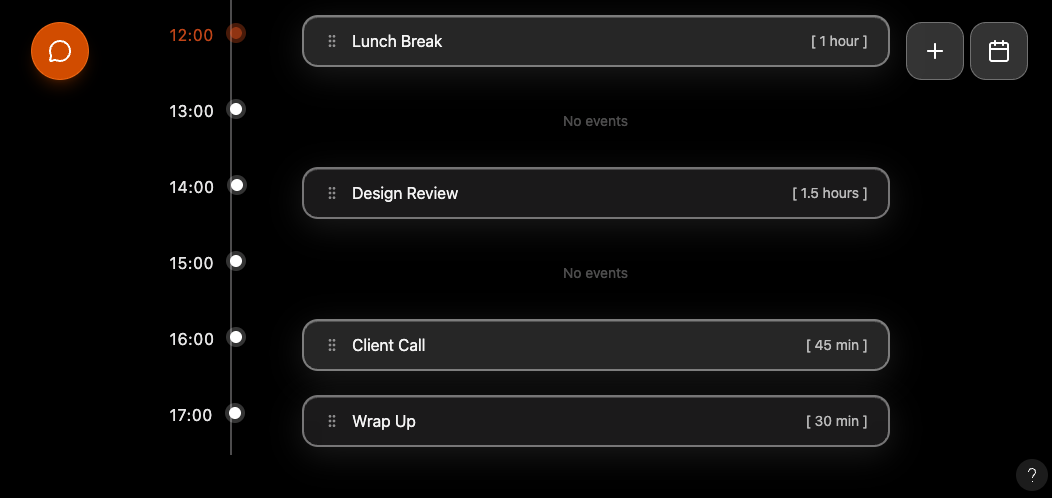 12:00 Lunch Break [ 1 hour ]
13:00 No events
14:00 Design Review [ 1.5 hours ]
15:00 No events
16:00 Client Call [ 45 min ]
17:00 Wrap Up [ 30 min ]
?